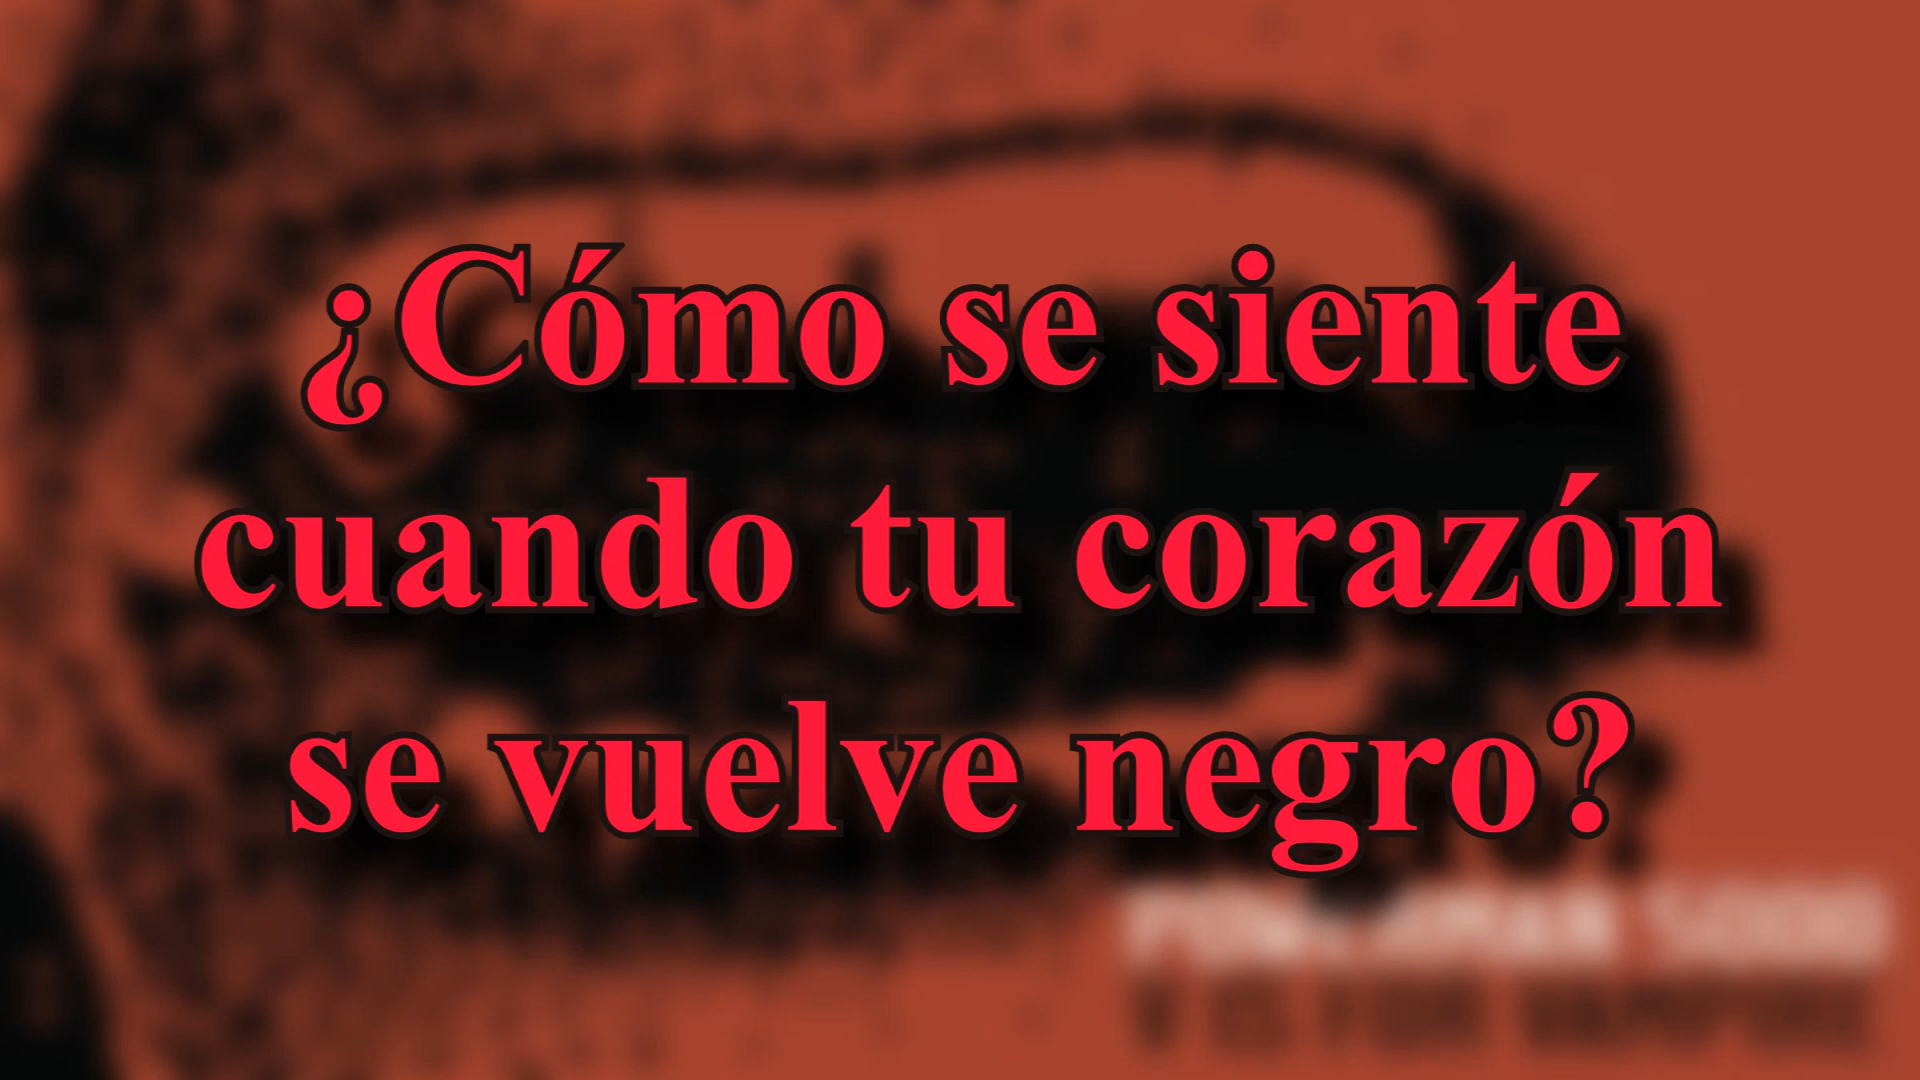 ¿Cómo se siente
cuando tu corazón
se vuelve negro?